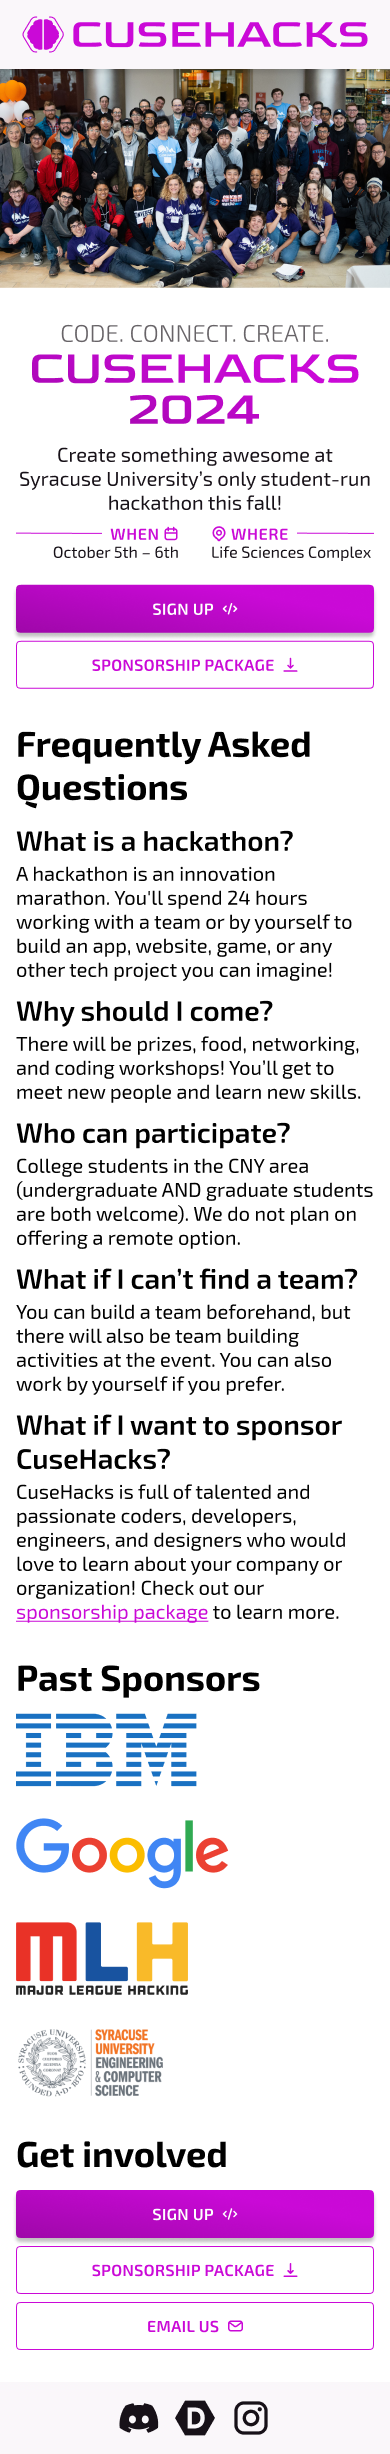 CUSEHACKS
CODE. CONNECT. CREATE.
CUSEHACKS
2024
Create something awesome at
Syracuse University’s only student-run
hackathon this fall!
WHEN
October 5th – 6th
WHERE
Life Sciences Complex
SIGN UP
SPONSORSHIP PACKAGE
Frequently Asked
Questions
What is a hackathon?
A hackathon is an innovation
marathon. You'll spend 24 hours
working with a team or by yourself to
build an app, website, game, or any
other tech project you can imagine!
Why should I come?
There will be prizes, food, networking,
and coding workshops! You’ll get to
meet new people and learn new skills.
Who can participate?
College students in the CNY area
(undergraduate AND graduate students
are both welcome). We do not plan on
offering a remote option.
What if I can’t find a team?
You can build a team beforehand, but
there will also be team building
activities at the event. You can also
work by yourself if you prefer.
What if I want to sponsor
CuseHacks?
CuseHacks is full of talented and
passionate coders, developers,
engineers, and designers who would
love to learn about your company or
organization! Check out our
sponsorship package to learn more.
Past Sponsors
IBM
Google
MLH
MAJOR LEAGUE HACKING
SYRACUSE UNIVERSITY
FOUNDED A·D·1870
SYRACUSE
UNIVERSITY
ENGINEERING
& COMPUTER
SCIENCE
Get involved
SIGN UP
SPONSORSHIP PACKAGE
EMAIL US